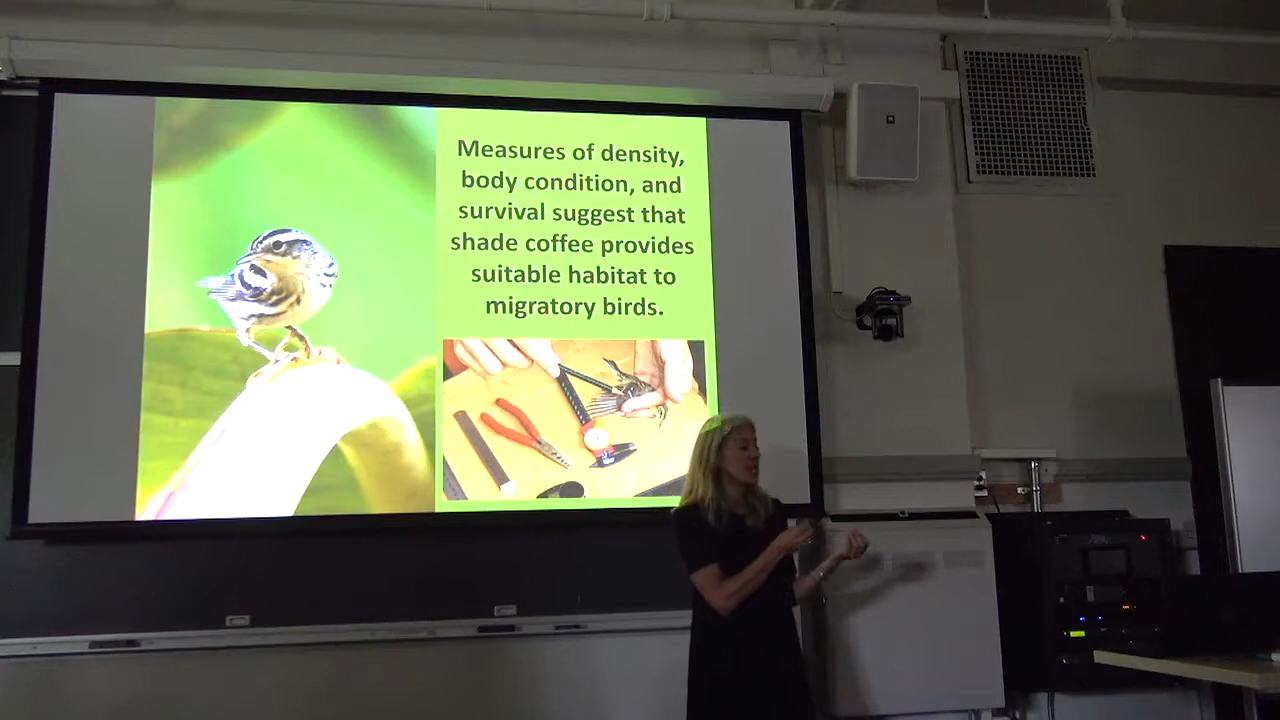 Measures of density,
body condition, and
survival suggest that
shade coffee provides
suitable habitat to
migratory birds.